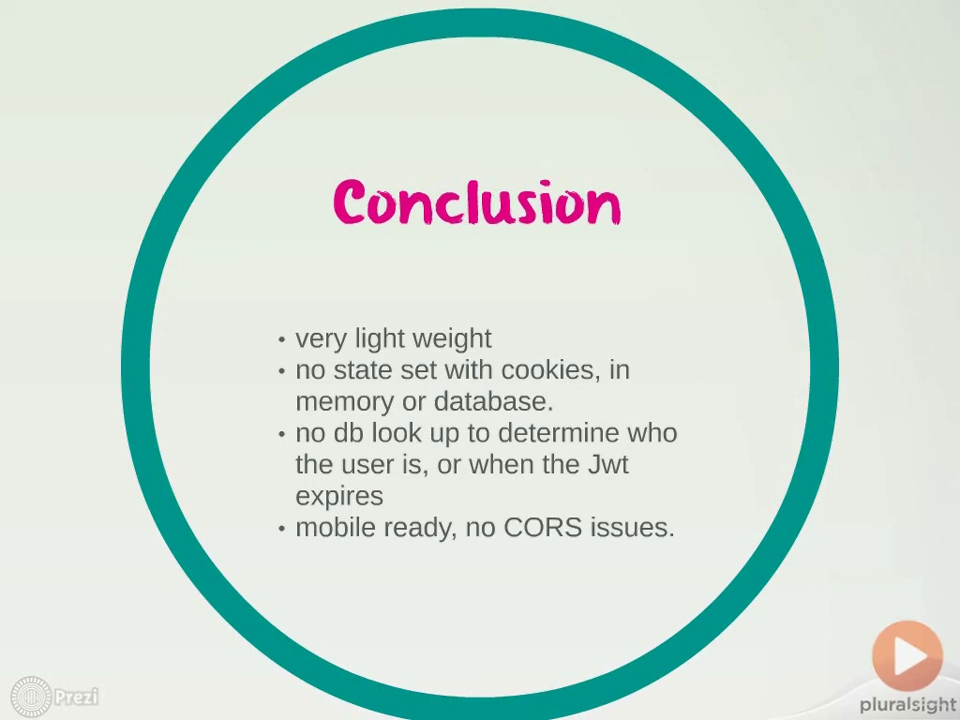 Conclusion
• very light weight
• no state set with cookies, in
memory or database.
• no db look up to determine who
the user is, or when the Jwt
expires
• mobile ready, no CORS issues.
Prezi
pluralsight